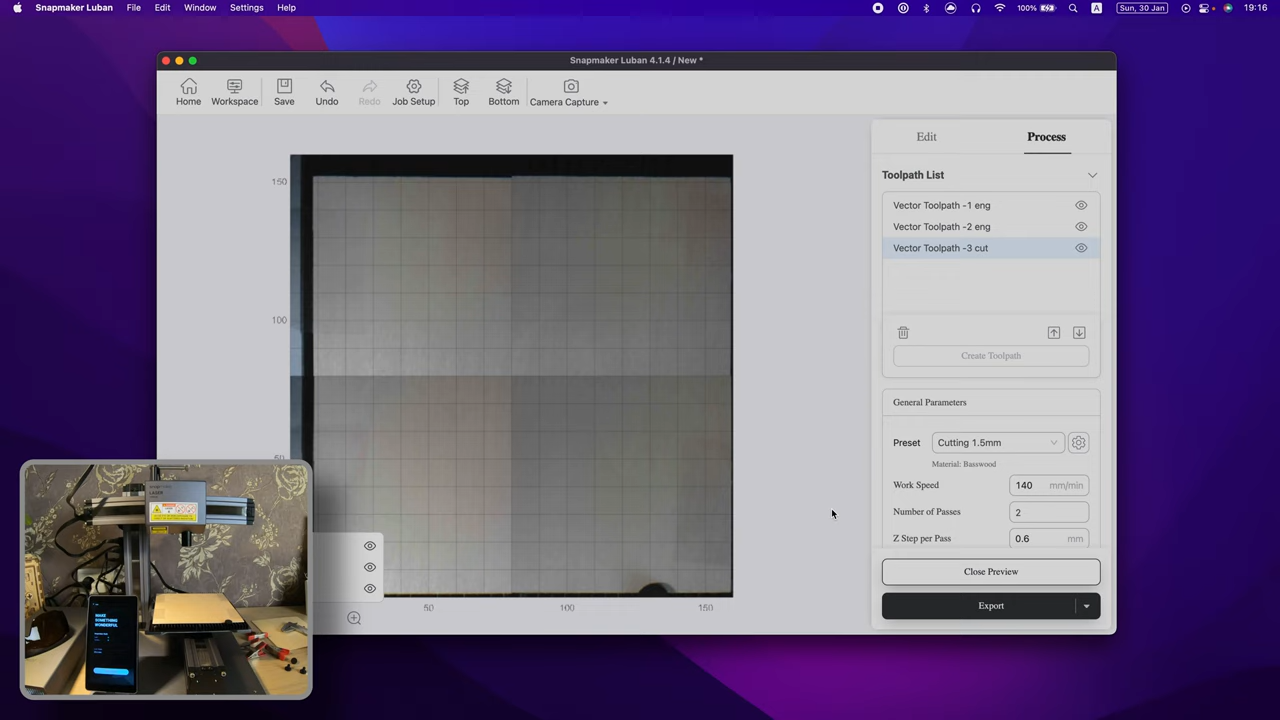 Snapmaker Luban File Edit Window Settings Help 100% A Sun, 30 Jan 19:16
Snapmaker Luban 4.1.4 / New *
Home Workspace Save Undo Redo Job Setup Top Bottom Camera Capture
Edit Process
Toolpath List
Vector Toolpath -1 eng
Vector Toolpath -2 eng
Vector Toolpath -3 cut
Create Toolpath
General Parameters
Preset Cutting 1.5mm
Material: Basswood
Work Speed 140 mm/min
Number of Passes 2
Z Step per Pass 0.6 mm
Close Preview
Export
150
100
50
50 100 150
LASER
MAKE
SOMETHING
WONDERFUL